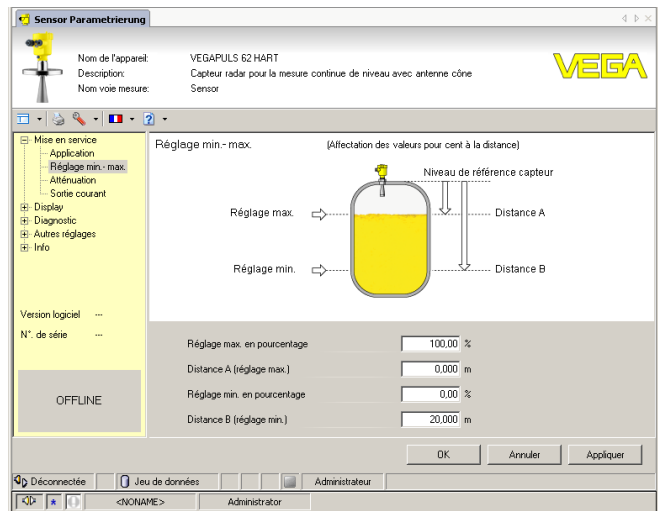 Sensor Parametrierung
Nom de l'appareil: VEGAPULS 62 HART
Description: Capteur radar pour la mesure continue de niveau avec antenne cône
Nom voie mesure: Sensor
VEGA
Mise en service
Application
Réglage min.- max.
Atténuation
Sortie courant
Display
Diagnostic
Autres réglages
Info
Version logiciel ---
N°. de série ---
OFFLINE
Réglage min.- max. (Affectation des valeurs pour cent à la distance)
Niveau de référence capteur
Réglage max. Distance A
Réglage min. Distance B
Réglage max. en pourcentage 100,00 %
Distance A (réglage max.) 0,000 m
Réglage min. en pourcentage 0,00 %
Distance B (réglage min.) 20,000 m
OK Annuler Appliquer
Déconnectée Jeu de données Administrateur
<NONAME> Administrator